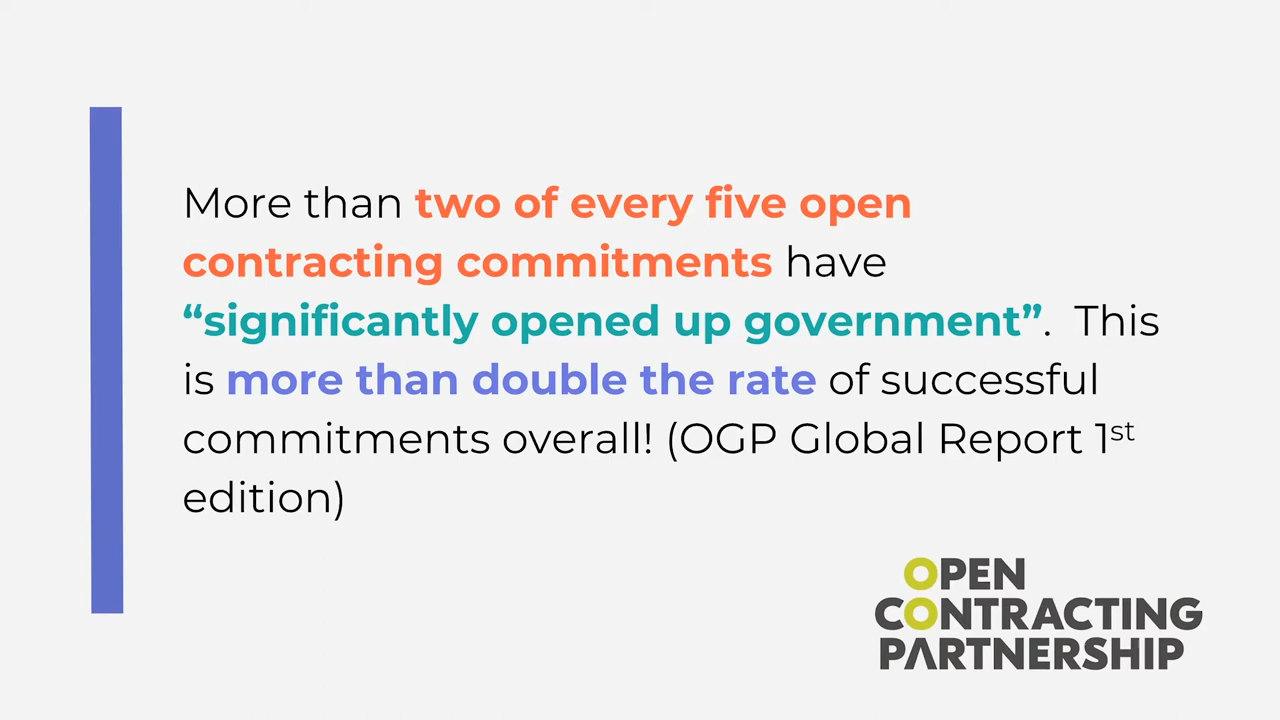 More than two of every five open
contracting commitments have
“significantly opened up government”.  This
is more than double the rate of successful
commitments overall! (OGP Global Report 1st
edition)
OPEN
CONTRACTING
PARTNERSHIP